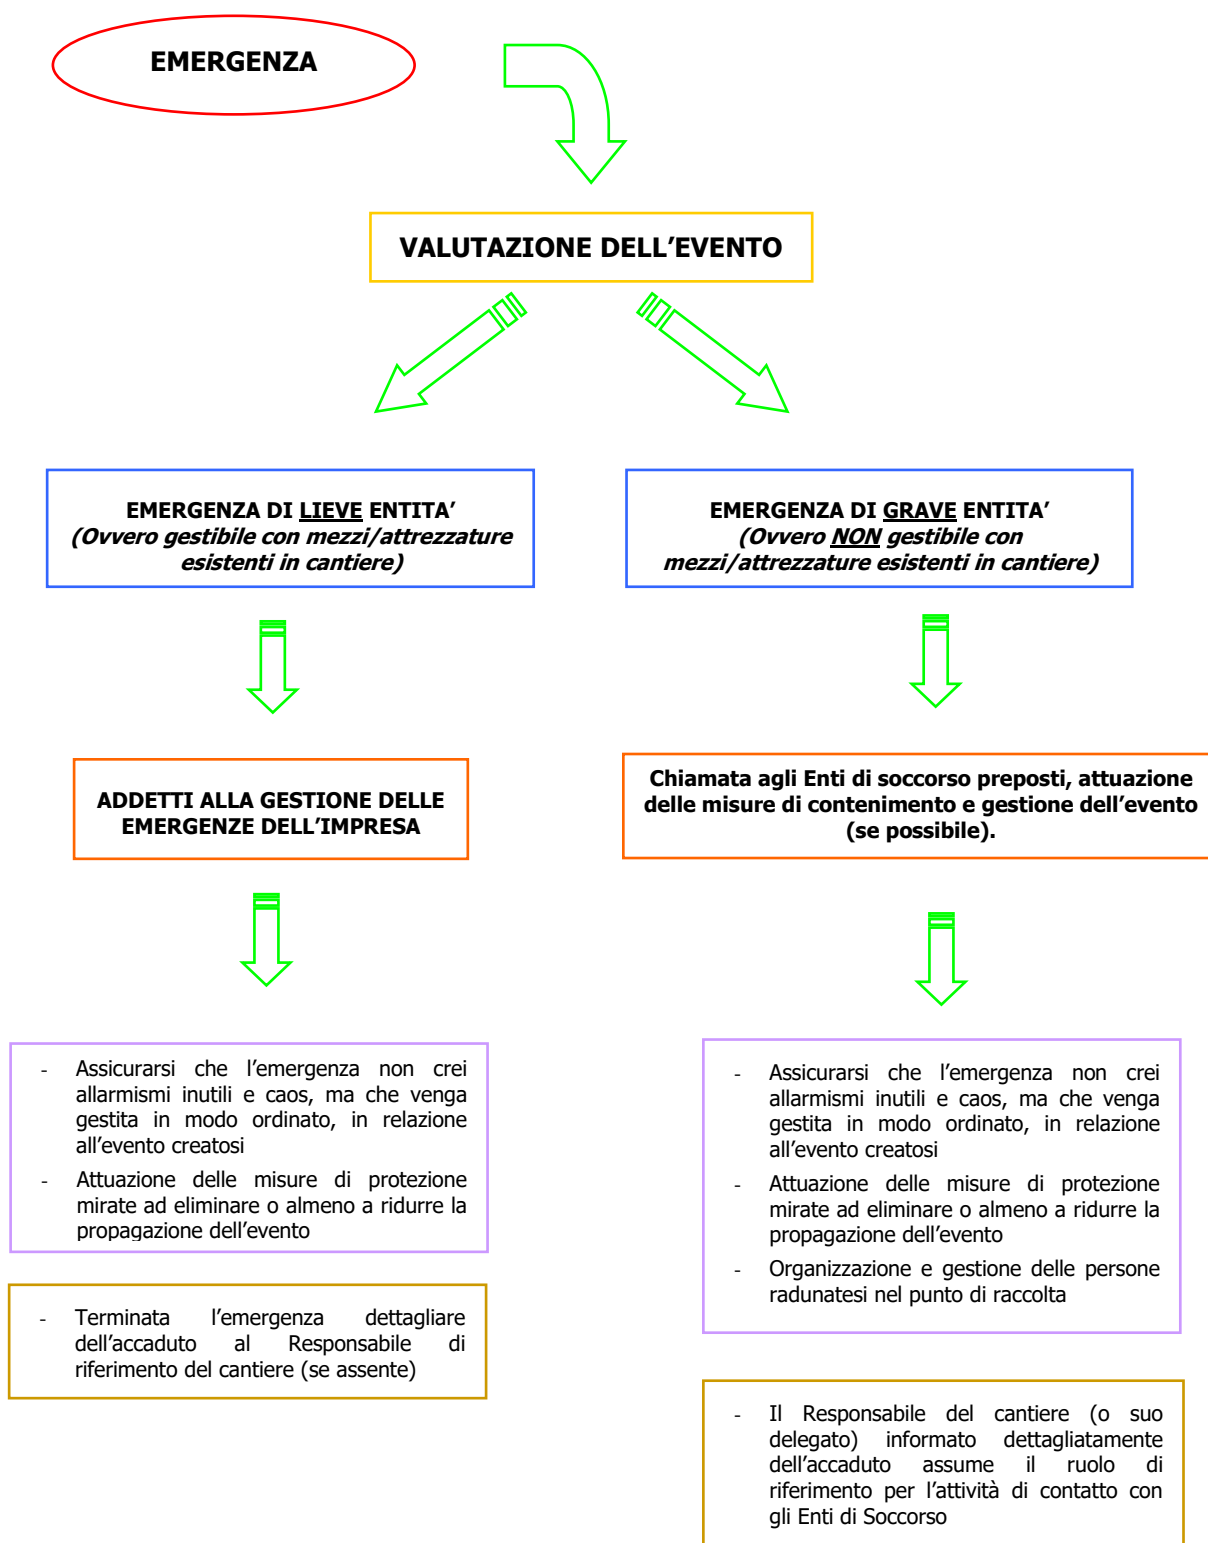 EMERGENZA
VALUTAZIONE DELL’EVENTO
EMERGENZA DI LIEVE ENTITA’
(Ovvero gestibile con mezzi/attrezzature
esistenti in cantiere)
EMERGENZA DI GRAVE ENTITA’
(Ovvero NON gestibile con
mezzi/attrezzature esistenti in cantiere)
ADDETTI ALLA GESTIONE DELLE
EMERGENZE DELL’IMPRESA
Chiamata agli Enti di soccorso preposti, attuazione
delle misure di contenimento e gestione dell’evento
(se possibile).
- Assicurarsi che l’emergenza non crei
allarmismi inutili e caos, ma che venga
gestita in modo ordinato, in relazione
all’evento creatosi
- Attuazione delle misure di protezione
mirate ad eliminare o almeno a ridurre la
propagazione dell’evento
- Terminata l’emergenza dettagliare
dell’accaduto al Responsabile di
riferimento del cantiere (se assente)
- Assicurarsi che l’emergenza non crei
allarmismi inutili e caos, ma che venga
gestita in modo ordinato, in relazione
all’evento creatosi
- Attuazione delle misure di protezione
mirate ad eliminare o almeno a ridurre la
propagazione dell’evento
- Organizzazione e gestione delle persone
radunatesi nel punto di raccolta
- Il Responsabile del cantiere (o suo
delegato) informato dettagliatamente
dell’accaduto assume il ruolo di
riferimento per l’attività di contatto con
gli Enti di Soccorso